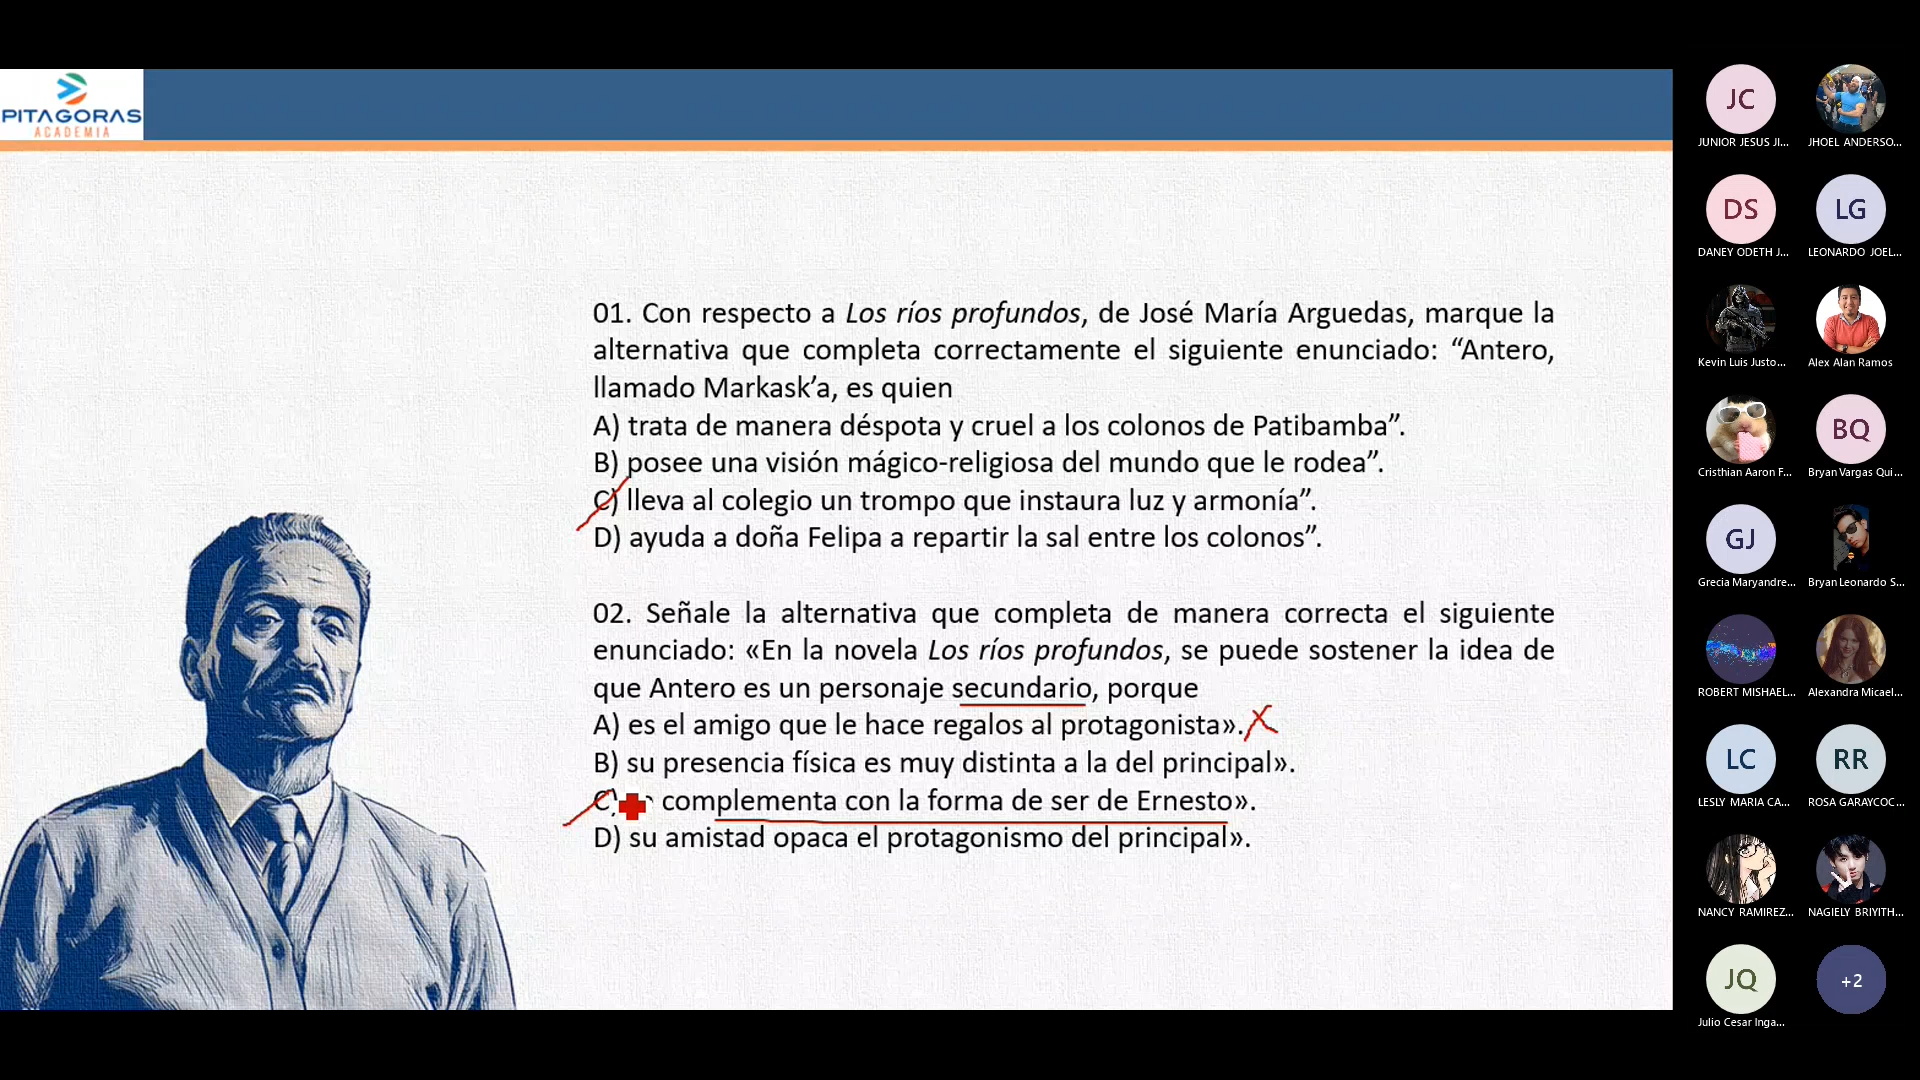 PITAGORAS
ACADEMIA
01. Con respecto a Los ríos profundos, de José María Arguedas, marque la
alternativa que completa correctamente el siguiente enunciado: “Antero,
llamado Markask’a, es quien
A) trata de manera déspota y cruel a los colonos de Patibamba”.
B) posee una visión mágico-religiosa del mundo que le rodea”.
C) lleva al colegio un trompo que instaura luz y armonía”.
D) ayuda a doña Felipa a repartir la sal entre los colonos”.
02. Señale la alternativa que completa de manera correcta el siguiente
enunciado: «En la novela Los ríos profundos, se puede sostener la idea de
que Antero es un personaje secundario, porque
A) es el amigo que le hace regalos al protagonista».
B) su presencia física es muy distinta a la del principal».
C) complementa con la forma de ser de Ernesto».
D) su amistad opaca el protagonismo del principal».
JC
JUNIOR JESUS JI...
JHOEL ANDERSO...
DS
LG
DANEY ODETH J...
LEONARDO JOEL...
Kevin Luis Justo...
Alex Alan Ramos
BQ
Cristhian Aaron F...
Bryan Vargas Qui...
GJ
Grecia Maryandre...
Bryan Leonardo S...
ROBERT MISHAEL...
Alexandra Micael...
LC
RR
LESLY MARIA CA...
ROSA GARAYCOC...
NANCY RAMIREZ...
NAGIELY BRIYITH...
JQ
+2
Julio Cesar Inga...